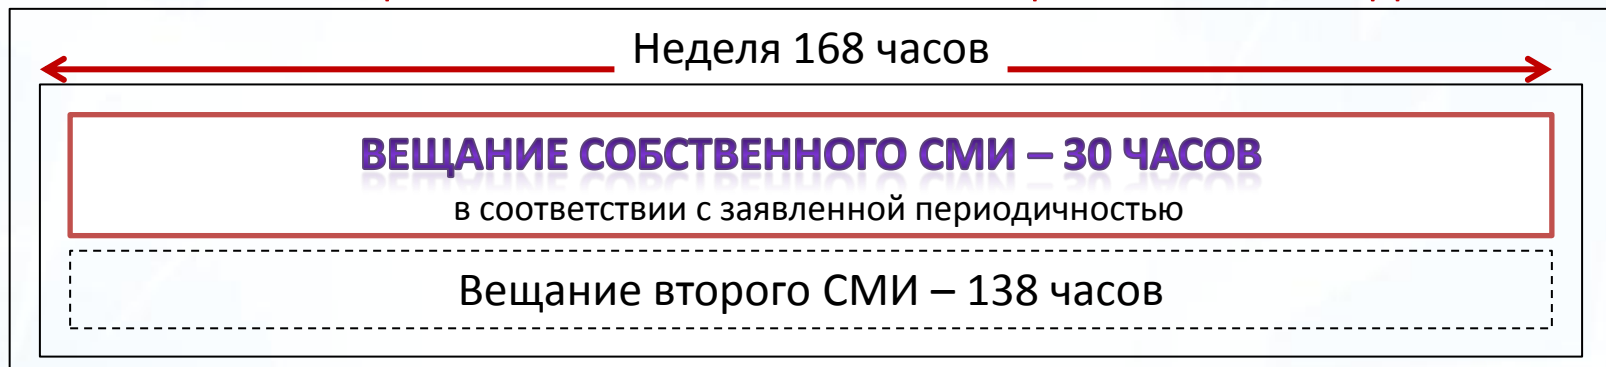 Неделя 168 часов
ВЕЩАНИЕ СОБСТВЕННОГО СМИ – 30 ЧАСОВ
в соответствии с заявленной периодичностью
Вещание второго СМИ – 138 часов